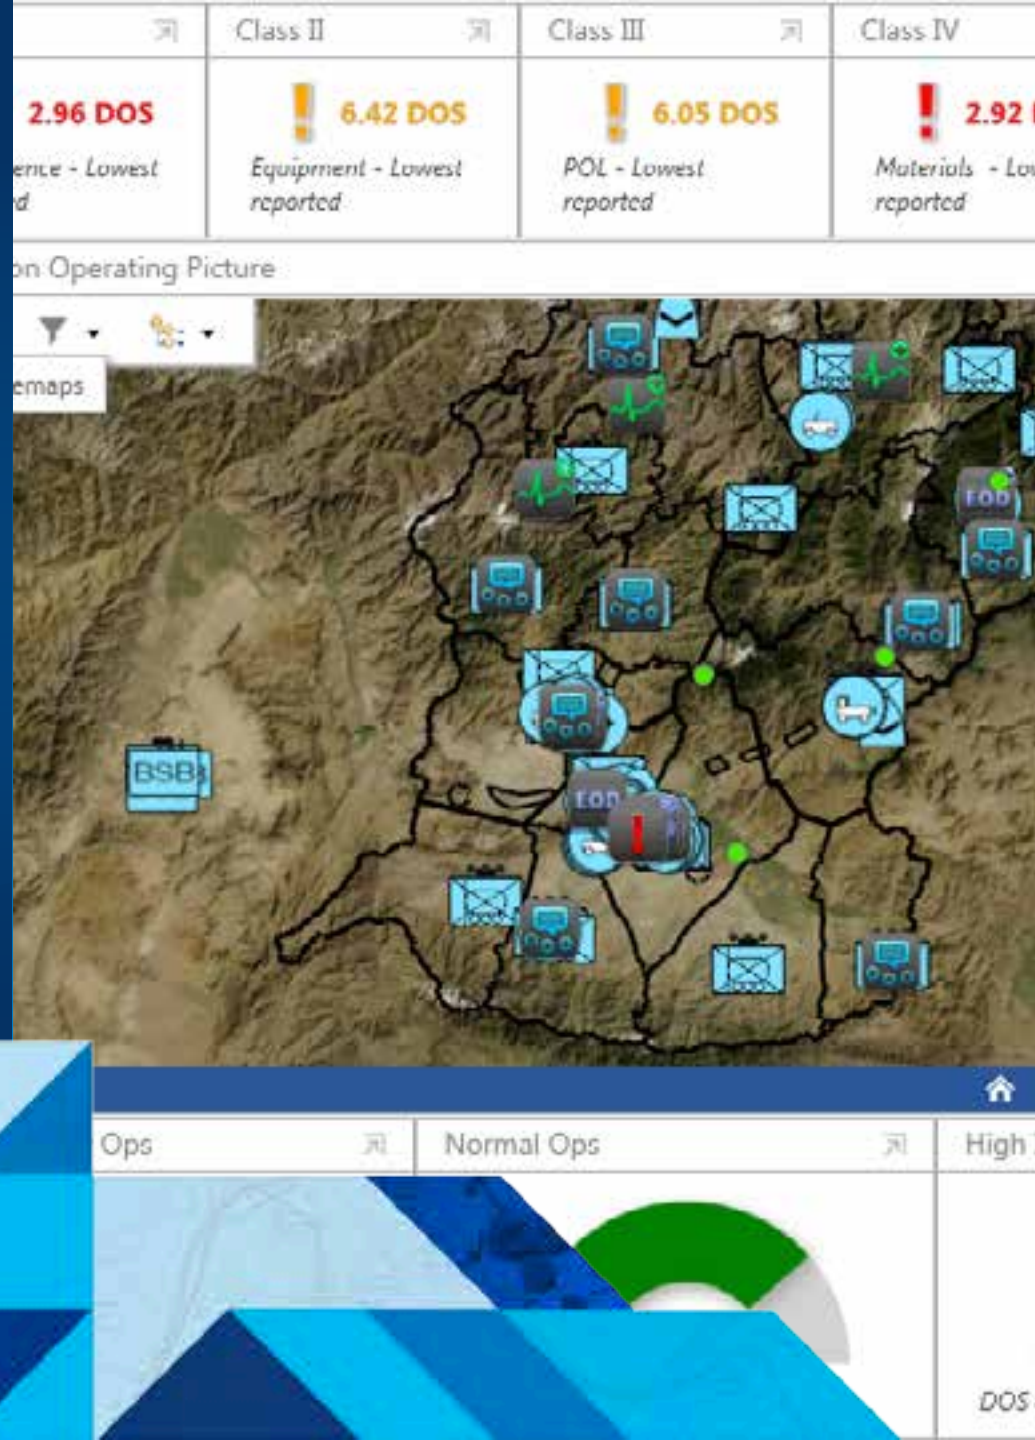 Class II
Class III
Class IV
2.96 DOS
6.42 DOS
6.05 DOS
2.92
ence - Lowest
d
Equipment - Lowest
reported
POL - Lowest
reported
Materials - Lo
reported
on Operating Picture
emaps
EOD
BSB
EOD
Ops
Normal Ops
High
DOS